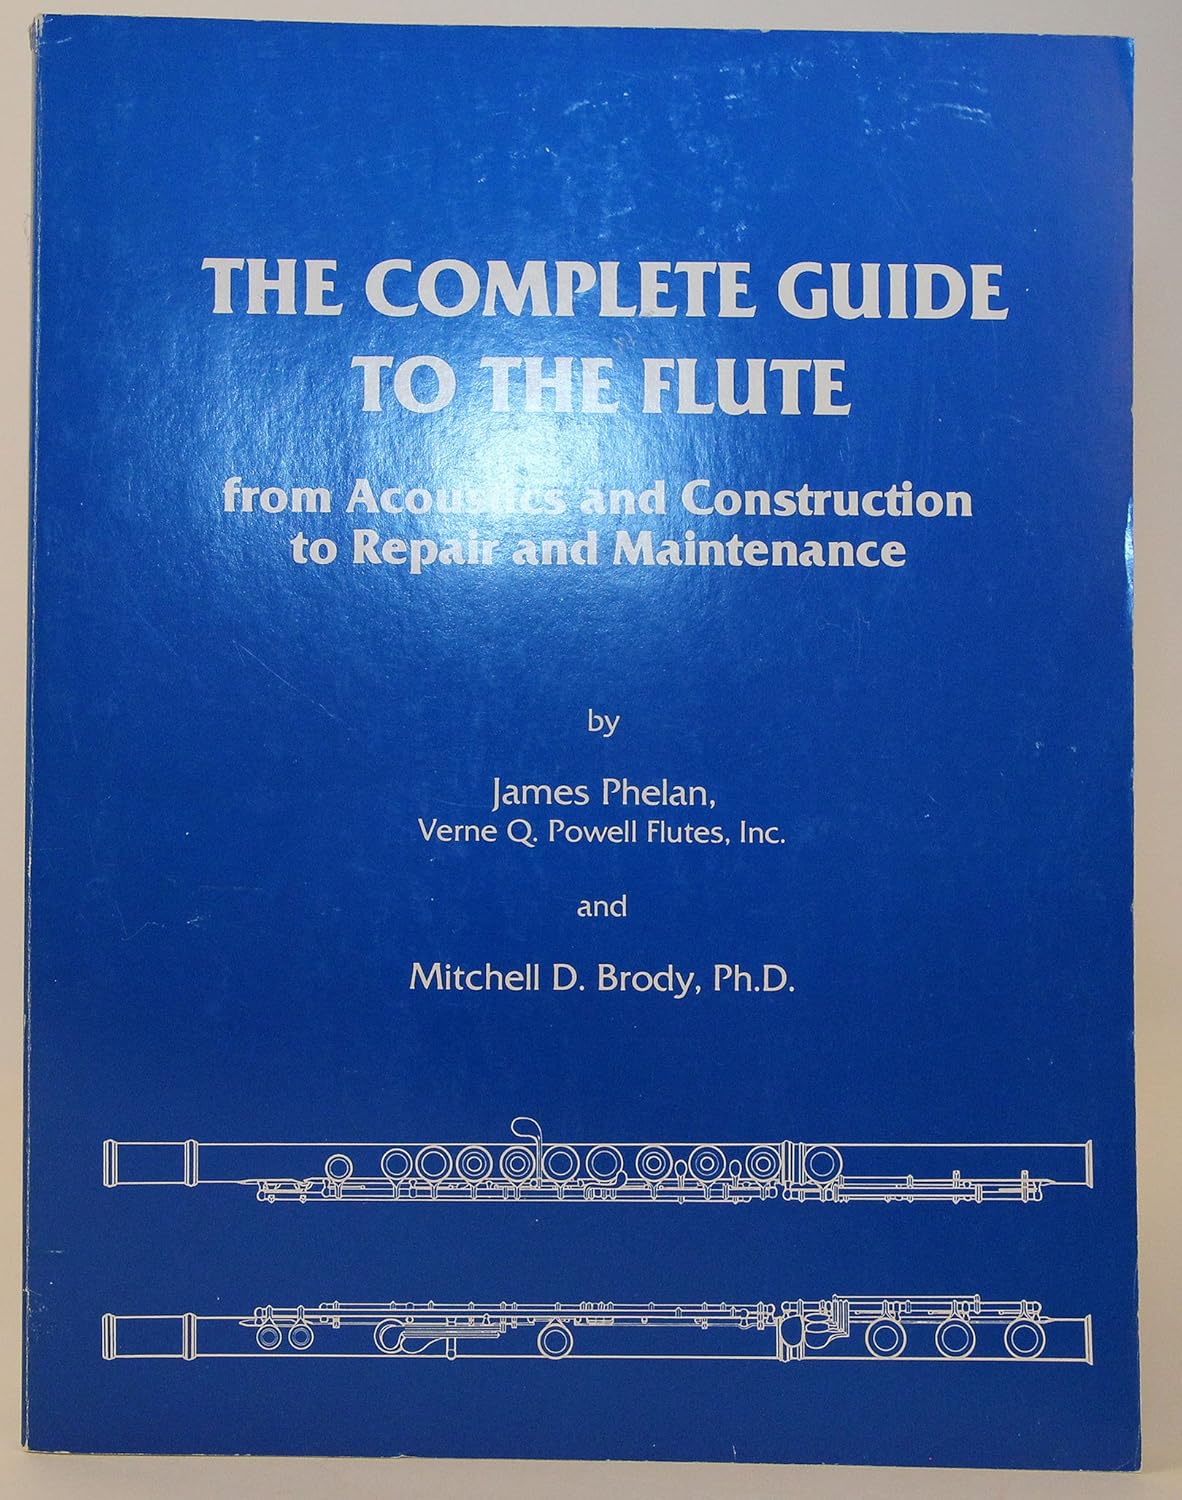 THE COMPLETE GUIDE
TO THE FLUTE
from Acoustics and Construction
to Repair and Maintenance
by
James Phelan,
Verne Q. Powell Flutes, Inc.
and
Mitchell D. Brody, Ph.D.